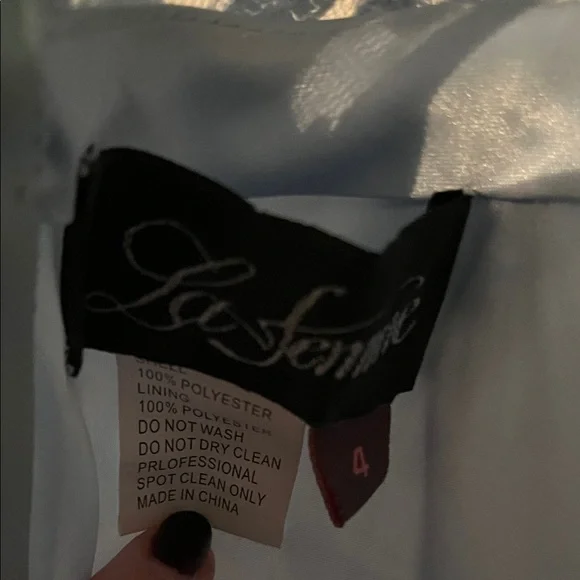 La Femme
SHELL
100% POLYESTER
LINING
100% POLYESTER
DO NOT WASH
DO NOT DRY CLEAN
PRLOFESSIONAL
SPOT CLEAN ONLY
MADE IN CHINA
4